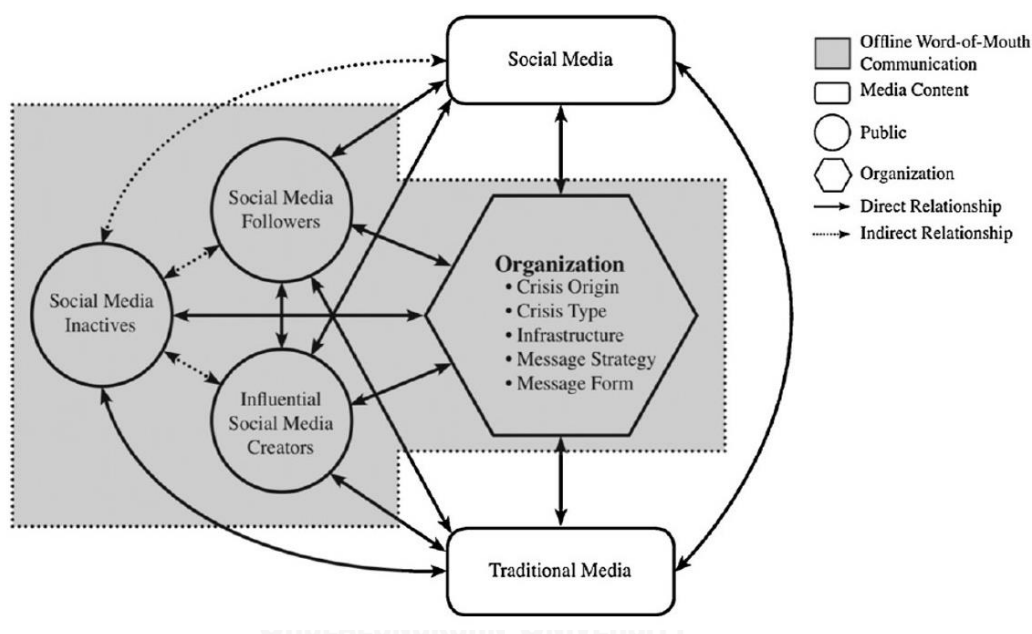 Social Media
Offline Word-of-Mouth
Communication
Media Content
Public
Organization
Direct Relationship
Indirect Relationship
Social Media
Followers
Social Media
Inactives
Influential
Social Media
Creators
Organization
• Crisis Origin
• Crisis Type
• Infrastructure
• Message Strategy
• Message Form
Traditional Media